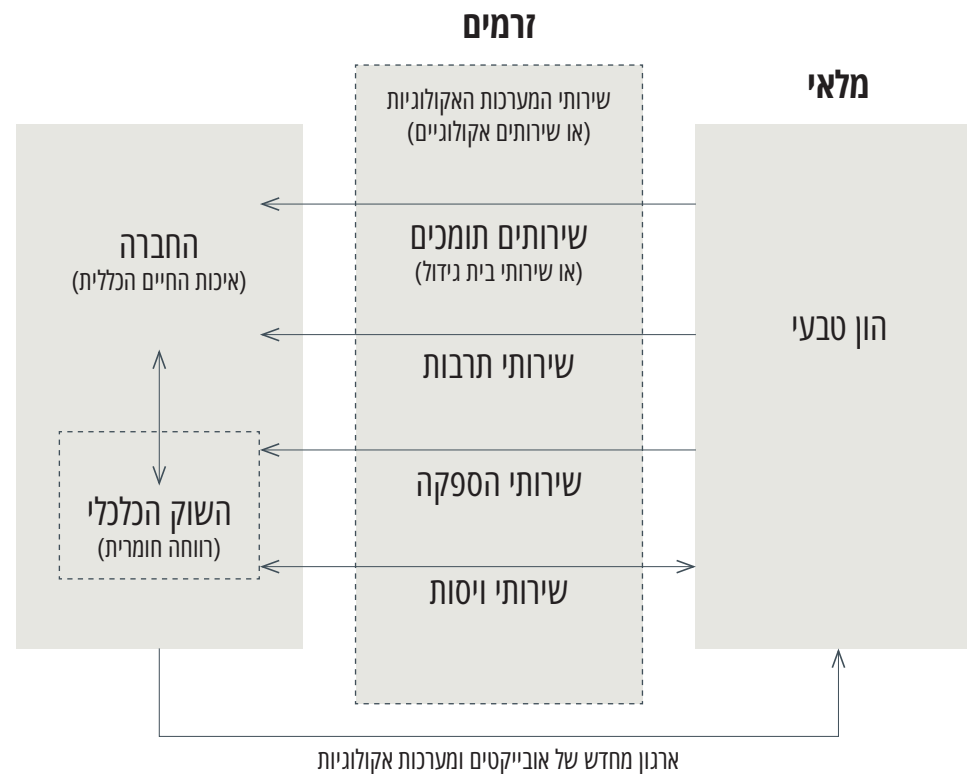 זרמים
מלאי
שירותי המערכות האקולוגיות
(או שירותים אקולוגיים)
הון טבעי
שירותים תומכים
(או שירותי בית גידול)
שירותי תרבות
שירותי הספקה
שירותי ויסות
החברה
(איכות החיים הכללית)
השוק הכלכלי
(רווחה חומרית)
ארגון מחדש של אובייקטים ומערכות אקולוגיות